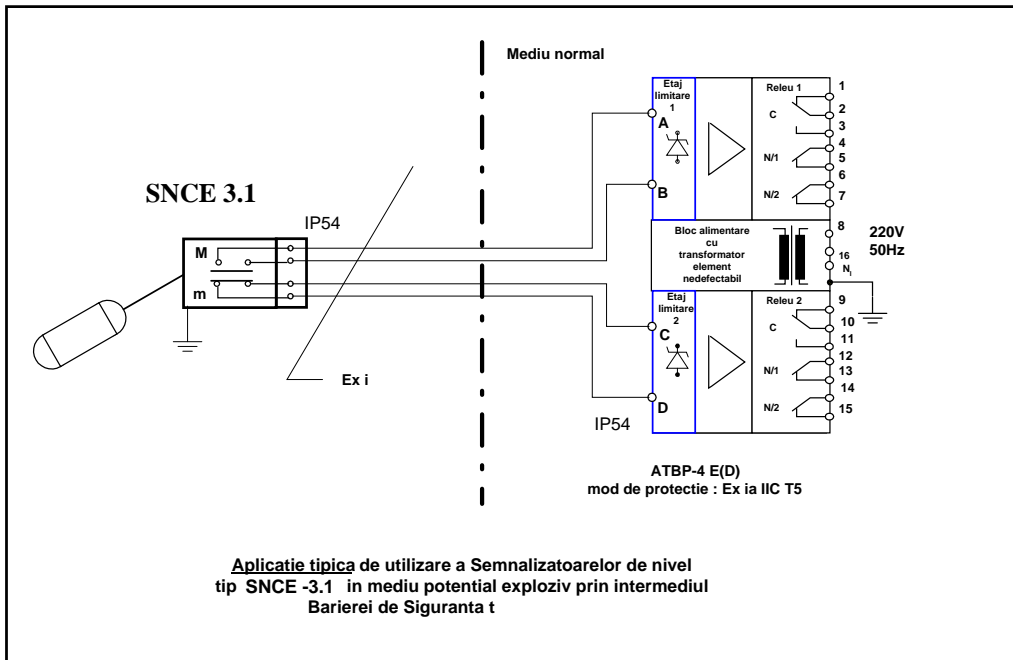 Mediu normal
SNCE 3.1
IP54
M
m
Ex i
Etaj
limitare
1
A
B
Releu 1
C
N/1
N/2
1
2
3
4
5
6
7
Bloc alimentare
cu
transformator
element
nedefectabil
8
16
N
i
220V
50Hz
Etaj
limitare
2
C
D
IP54
Releu 2
C
N/1
N/2
9
10
11
12
13
14
15
ATBP-4 E(D)
mod de protectie : Ex ia IIC T5
Aplicatie tipica de utilizare a Semnalizatoarelor de nivel
tip SNCE -3.1 in mediu potential exploziv prin intermediul
Barierei de Siguranta t